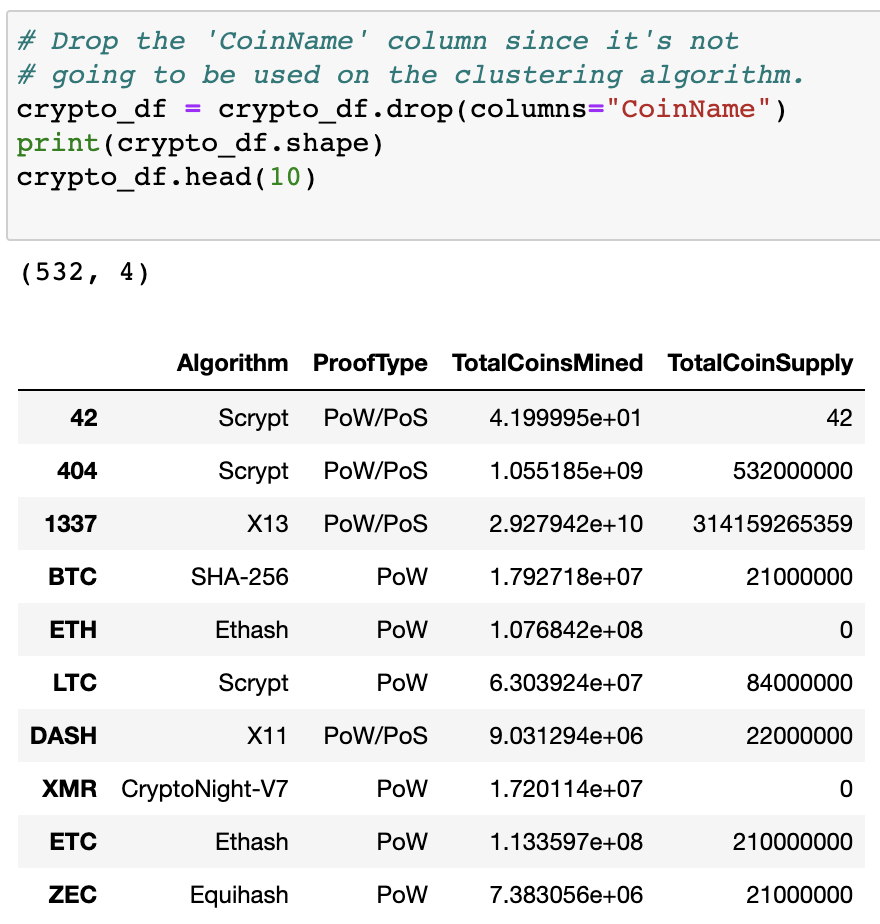 # Drop the 'CoinName' column since it's not
# going to be used on the clustering algorithm.
crypto_df = crypto_df.drop(columns="CoinName")
print(crypto_df.shape)
crypto_df.head(10)
(532, 4)
Algorithm ProofType TotalCoinsMined TotalCoinSupply
42 Scrypt PoW/PoS 4.199995e+01 42
404 Scrypt PoW/PoS 1.055185e+09 532000000
1337 X13 PoW/PoS 2.927942e+10 314159265359
BTC SHA-256 PoW 1.792718e+07 21000000
ETH Ethash PoW 1.076842e+08 0
LTC Scrypt PoW 6.303924e+07 84000000
DASH X11 PoW/PoS 9.031294e+06 22000000
XMR CryptoNight-V7 PoW 1.720114e+07 0
ETC Ethash PoW 1.133597e+08 210000000
ZEC Equihash PoW 7.383056e+06 21000000